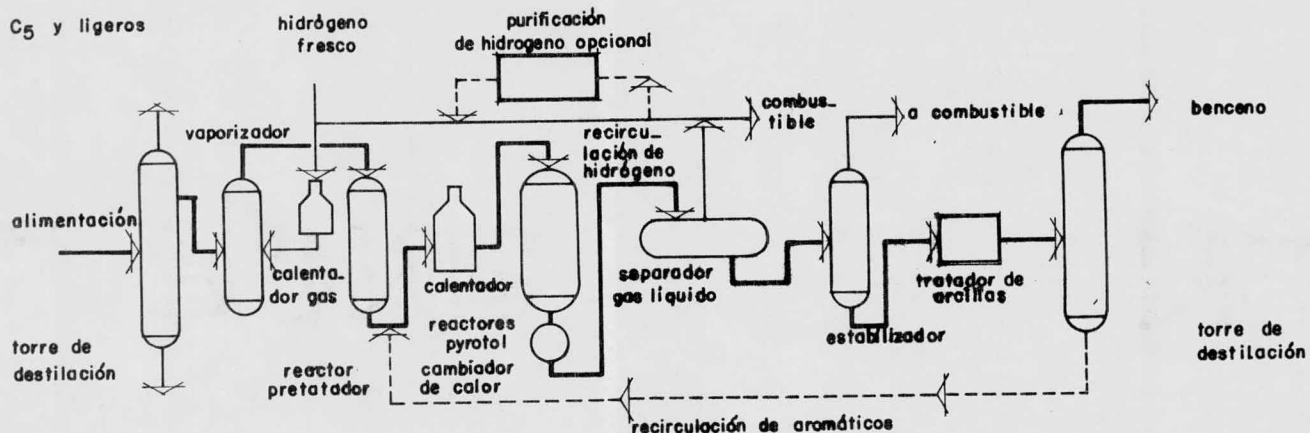 C5 y ligeros
hidrógeno
fresco
purificación
de hidrogeno opcional
vaporizador
combus_
tible
a combustible
benceno
recircu_
lación de
hidrógeno
alimentación
calenta_
dor gas
calentador
separador
gas líquido
tratador de
arcillas
reactores
pyrotol
estabilizador
torre de
destilación
reactor
pretatador
cambiador
de calor
torre de
destilación
recirculación de aromáticos